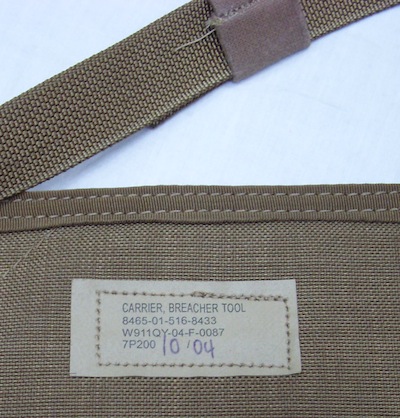 CARRIER, BREACHER TOOL
8465-01-516-8433
W911QY-04-F-0087
7P200 10/04